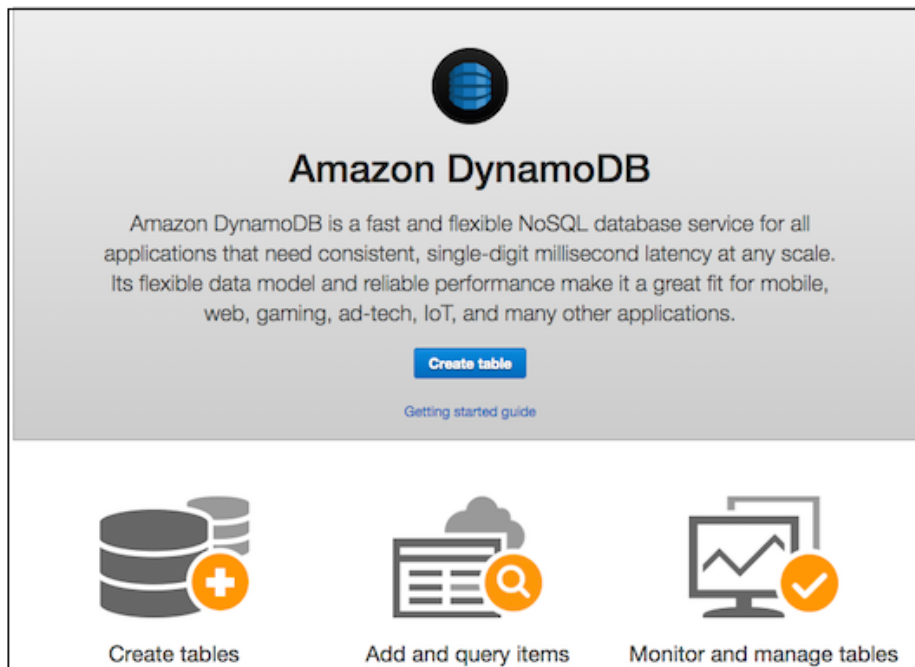 Amazon DynamoDB
Amazon DynamoDB is a fast and flexible NoSQL database service for all
applications that need consistent, single-digit millisecond latency at any scale.
Its flexible data model and reliable performance make it a great fit for mobile,
web, gaming, ad-tech, IoT, and many other applications.
Create table
Getting started guide
Create tables
Add and query items
Monitor and manage tables